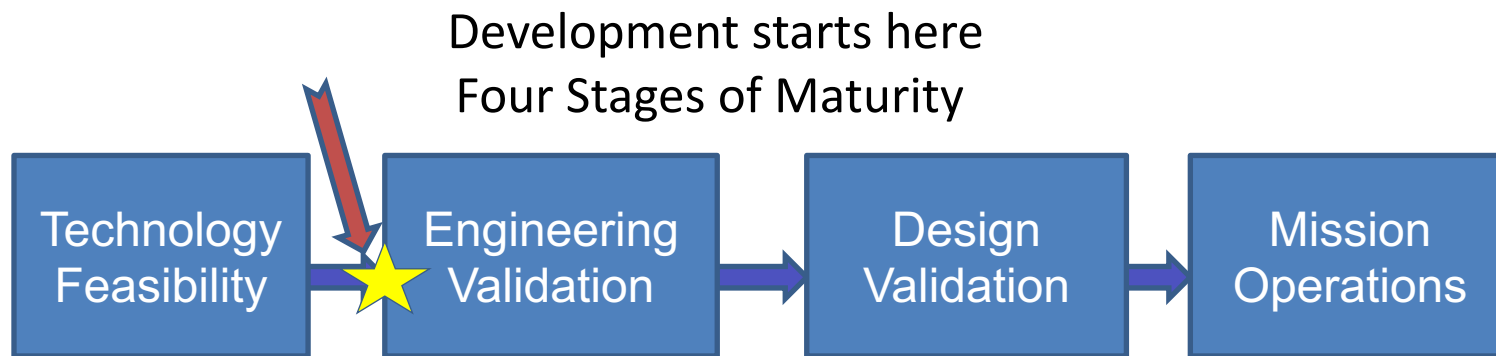 Development starts here
Four Stages of Maturity
Technology
Feasibility
Engineering
Validation
Design
Validation
Mission
Operations